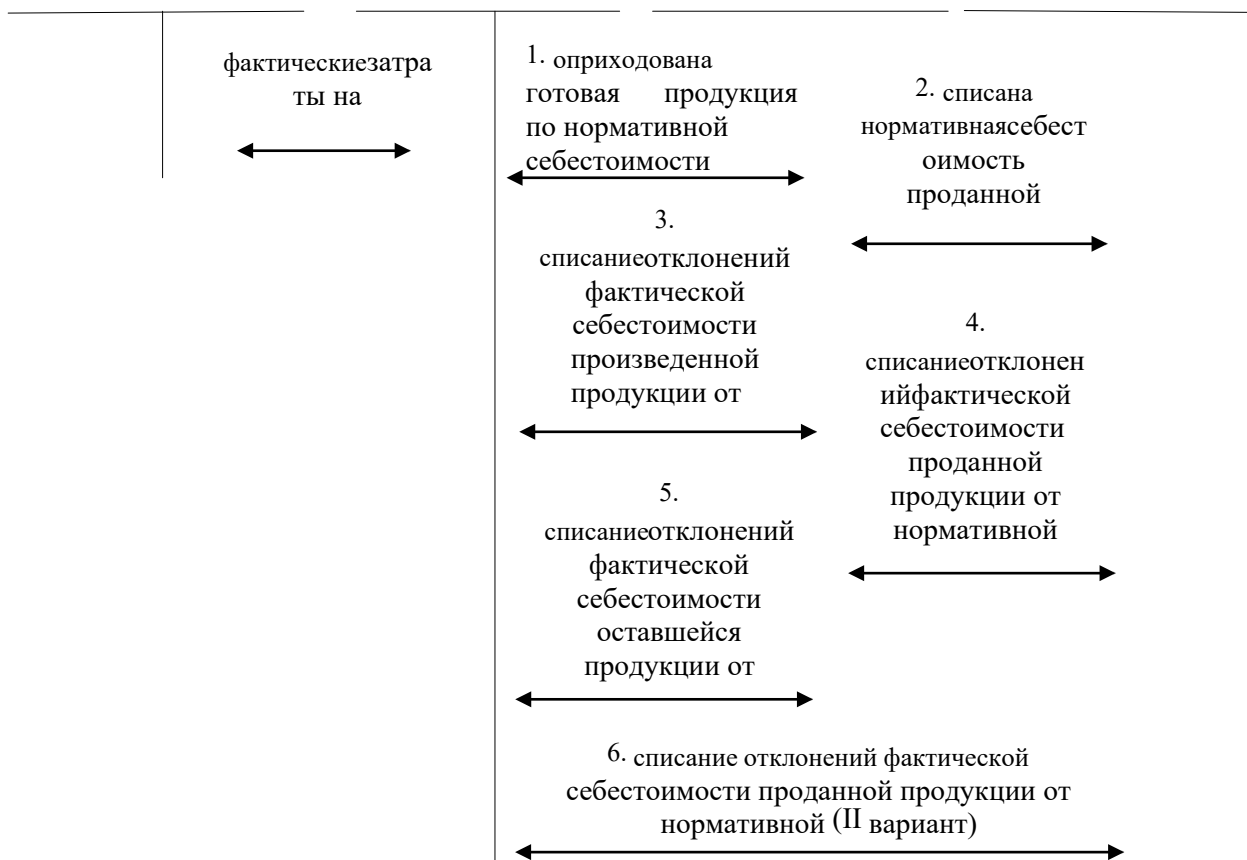 фактическиезатра
ты на
1. оприходована
готовая продукция
по нормативной
себестоимости
2. списана
нормативнаясебест
оимость
проданной
3.
списаниеотклонений
фактической
себестоимости
произведенной
продукции от
4.
списаниеотклонен
ийфактической
себестоимости
проданной
продукции от
нормативной
5.
списаниеотклонений
фактической
себестоимости
оставшейся
продукции от
6. списание отклонений фактической
себестоимости проданной продукции от
нормативной (II вариант)